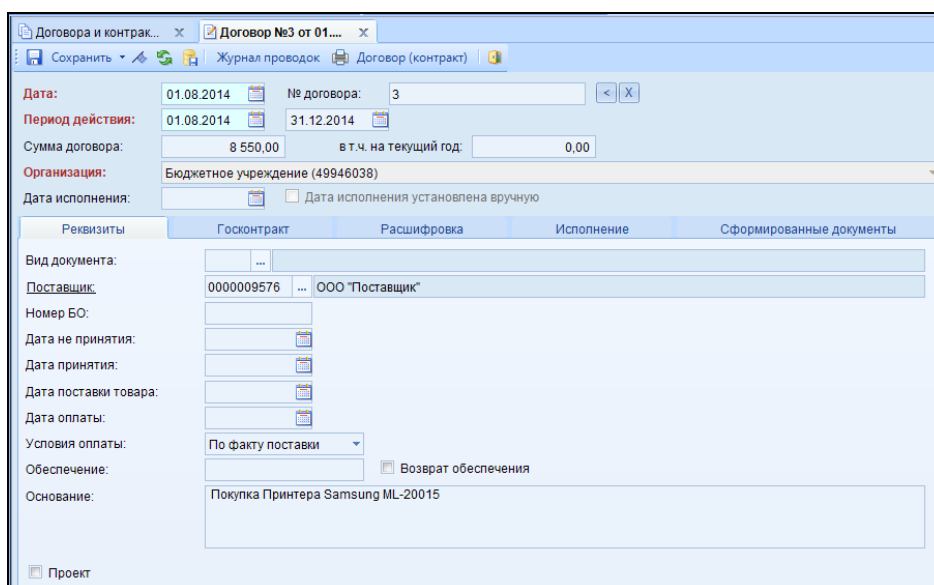 Договора и контрак... x Договор №3 от 01.... x
Сохранить Журнал проводок Договор (контракт)
Дата: 01.08.2014 № договора: 3 < X
Период действия: 01.08.2014 31.12.2014
Сумма договора: 8 550,00 в т.ч. на текущий год: 0,00
Организация: Бюджетное учреждение (49946038)
Дата исполнения: Дата исполнения установлена вручную
Реквизиты Госконтракт Расшифровка Исполнение Сформированные документы
Вид документа: ...
Поставщик: 0000009576 ... ООО "Поставщик"
Номер БО:
Дата не принятия:
Дата принятия:
Дата поставки товара:
Дата оплаты:
Условия оплаты: По факту поставки
Обеспечение: Возврат обеспечения
Основание: Покупка Принтера Samsung ML-20015
Проект